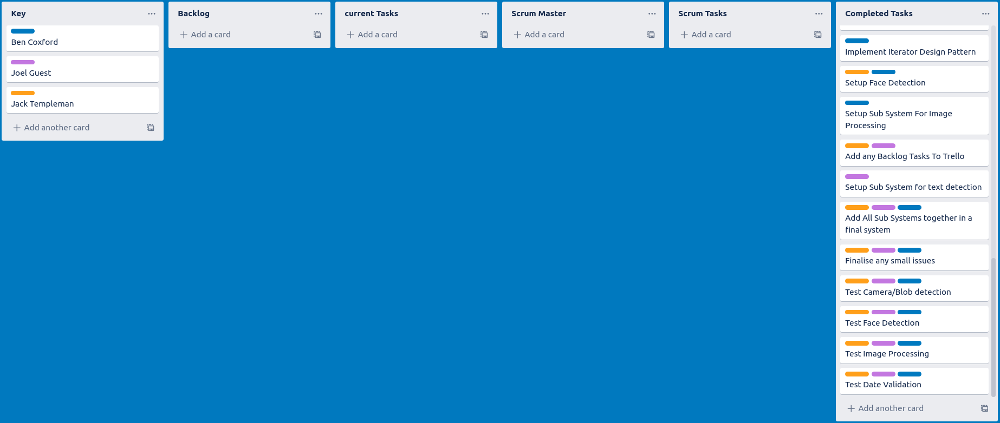 Key
Ben Coxford
Joel Guest
Jack Templeman
Add another card
Backlog
Add a card
current Tasks
Add a card
Scrum Master
Add a card
Scrum Tasks
Add a card
Completed Tasks
Implement Iterator Design Pattern
Setup Face Detection
Setup Sub System For Image
Processing
Add any Backlog Tasks To Trello
Setup Sub System for text detection
Add All Sub Systems together in a
final system
Finalise any small issues
Test Camera/Blob detection
Test Face Detection
Test Image Processing
Test Date Validation
Add another card